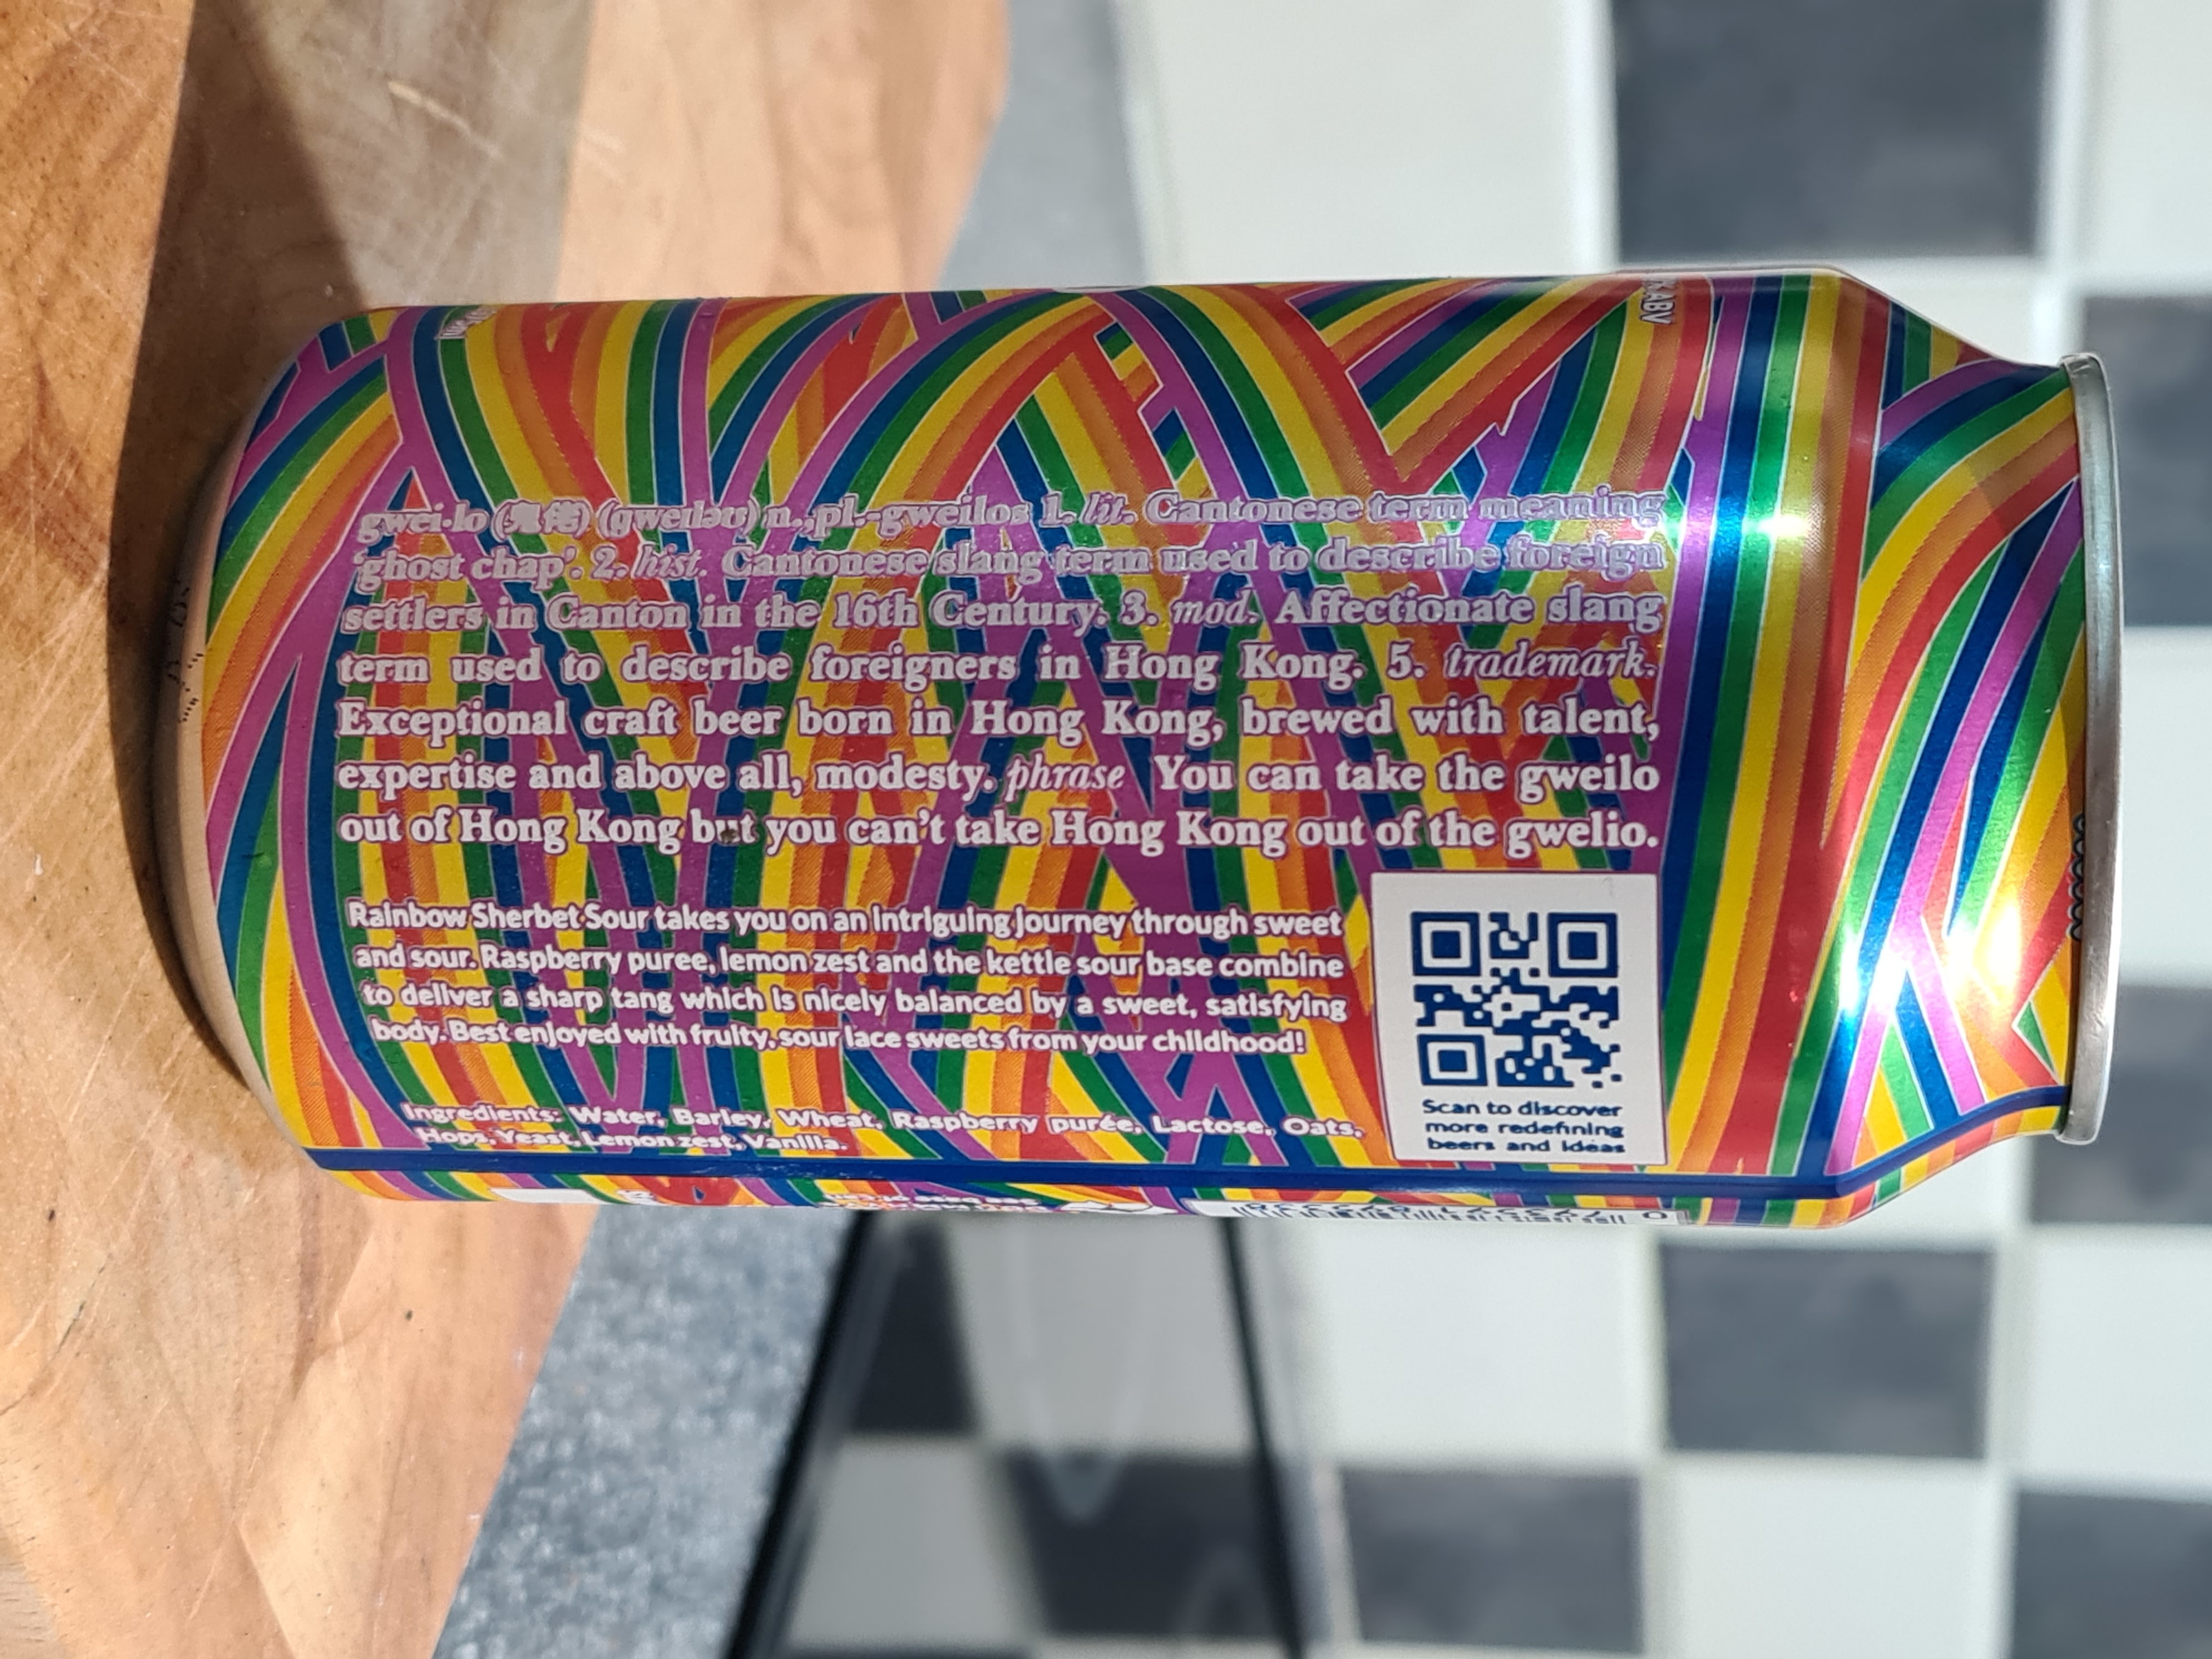 gwei·lo (鬼佬) (gweɪləʊ) n., pl.-gweilos 1. lit. Cantonese term meaning
'ghost chap'. 2. hist. Cantonese slang term used to describe foreign
settlers in Canton in the 16th Century. 3. mod. Affectionate slang
term used to describe foreigners in Hong Kong. 5. trademark.
Exceptional craft beer born in Hong Kong, brewed with talent,
expertise and above all, modesty. phrase You can take the gweilo
out of Hong Kong but you can't take Hong Kong out of the gwelio.
Rainbow Sherbet Sour takes you on an intriguing journey through sweet
and sour. Raspberry puree, lemon zest and the kettle sour base combine
to deliver a sharp tang which is nicely balanced by a sweet, satisfying
body. Best enjoyed with fruity, sour lace sweets from your childhood!
Ingredients: Water, Barley, Wheat, Raspberry purée, Lactose, Oats,
Hops, Yeast, Lemon zest, Vanilla.
Scan to discover
more redefining
beers and ideas
ABV